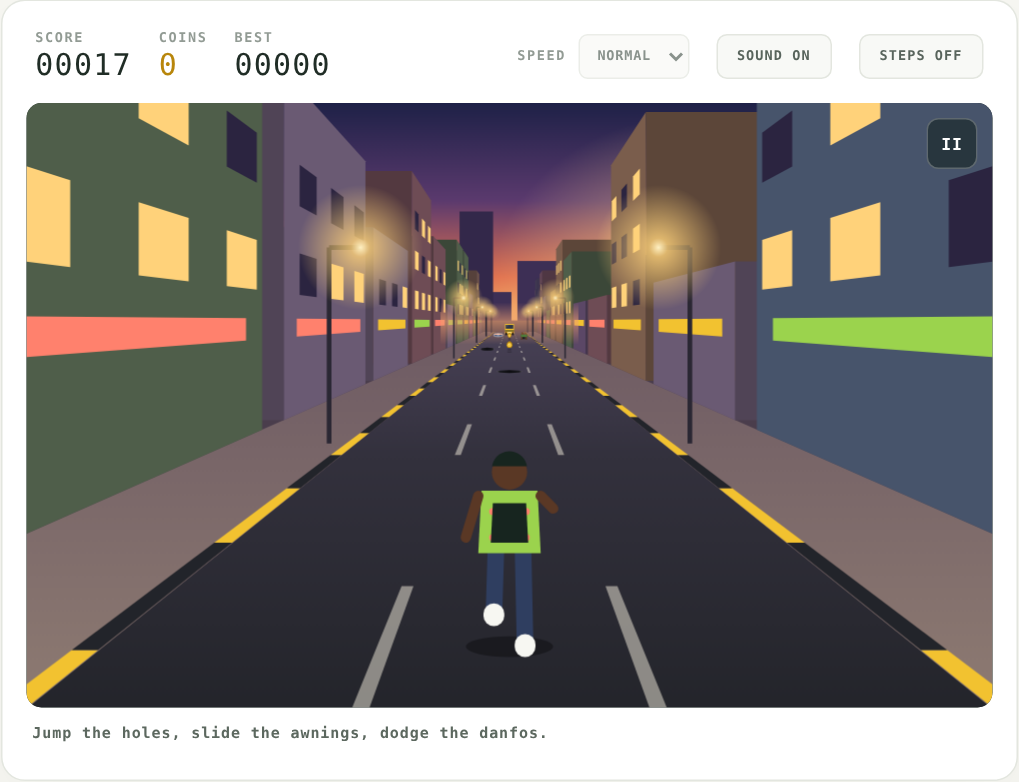 SCORE COINS BEST
00017 0 00000
SPEED NORMAL SOUND ON STEPS OFF
II
Jump the holes, slide the awnings, dodge the danfos.